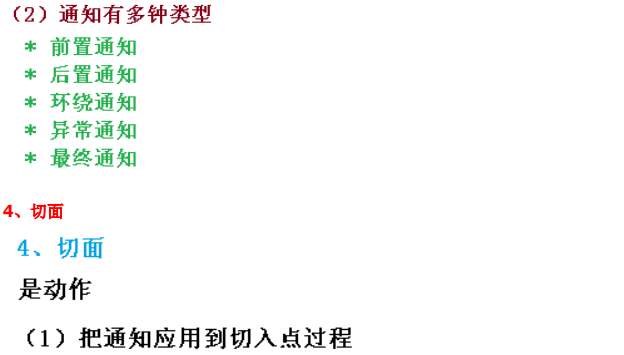 （2）通知有多钟类型
* 前置通知
* 后置通知
* 环绕通知
* 异常通知
* 最终通知
4、切面
4、切面
是动作
（1）把通知应用到切入点过程